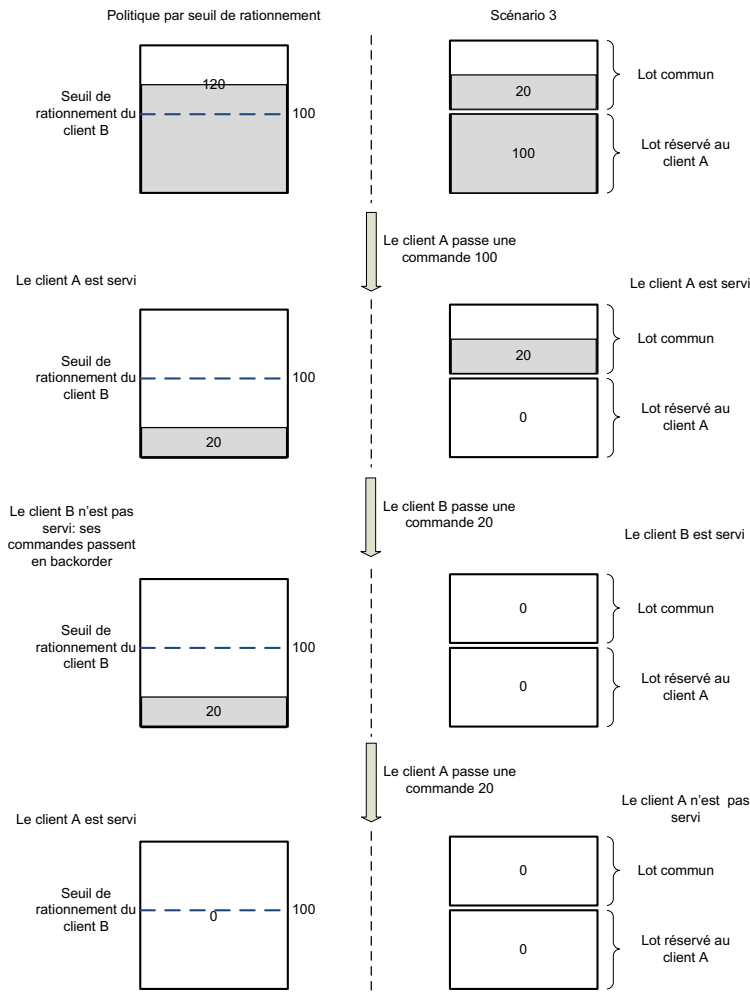 Politique par seuil de rationnement
Scénario 3
120
Seuil de
rationnement du
client B
100
20
100
Lot commun
Lot réservé au
client A
Le client A passe une
commande 100
Le client A est servi
Le client A est servi
Seuil de
rationnement du
client B
100
20
20
0
Lot commun
Lot réservé au
client A
Le client B passe une
commande 20
Le client B n'est pas
servi: ses
commandes passent
en backorder
Le client B est servi
Seuil de
rationnement du
client B
100
20
0
0
Lot commun
Lot réservé au
client A
Le client A passe une
commande 20
Le client A est servi
Le client A n'est  pas
servi
Seuil de
rationnement du
client B
100
0
0
0
Lot commun
Lot réservé au
client A